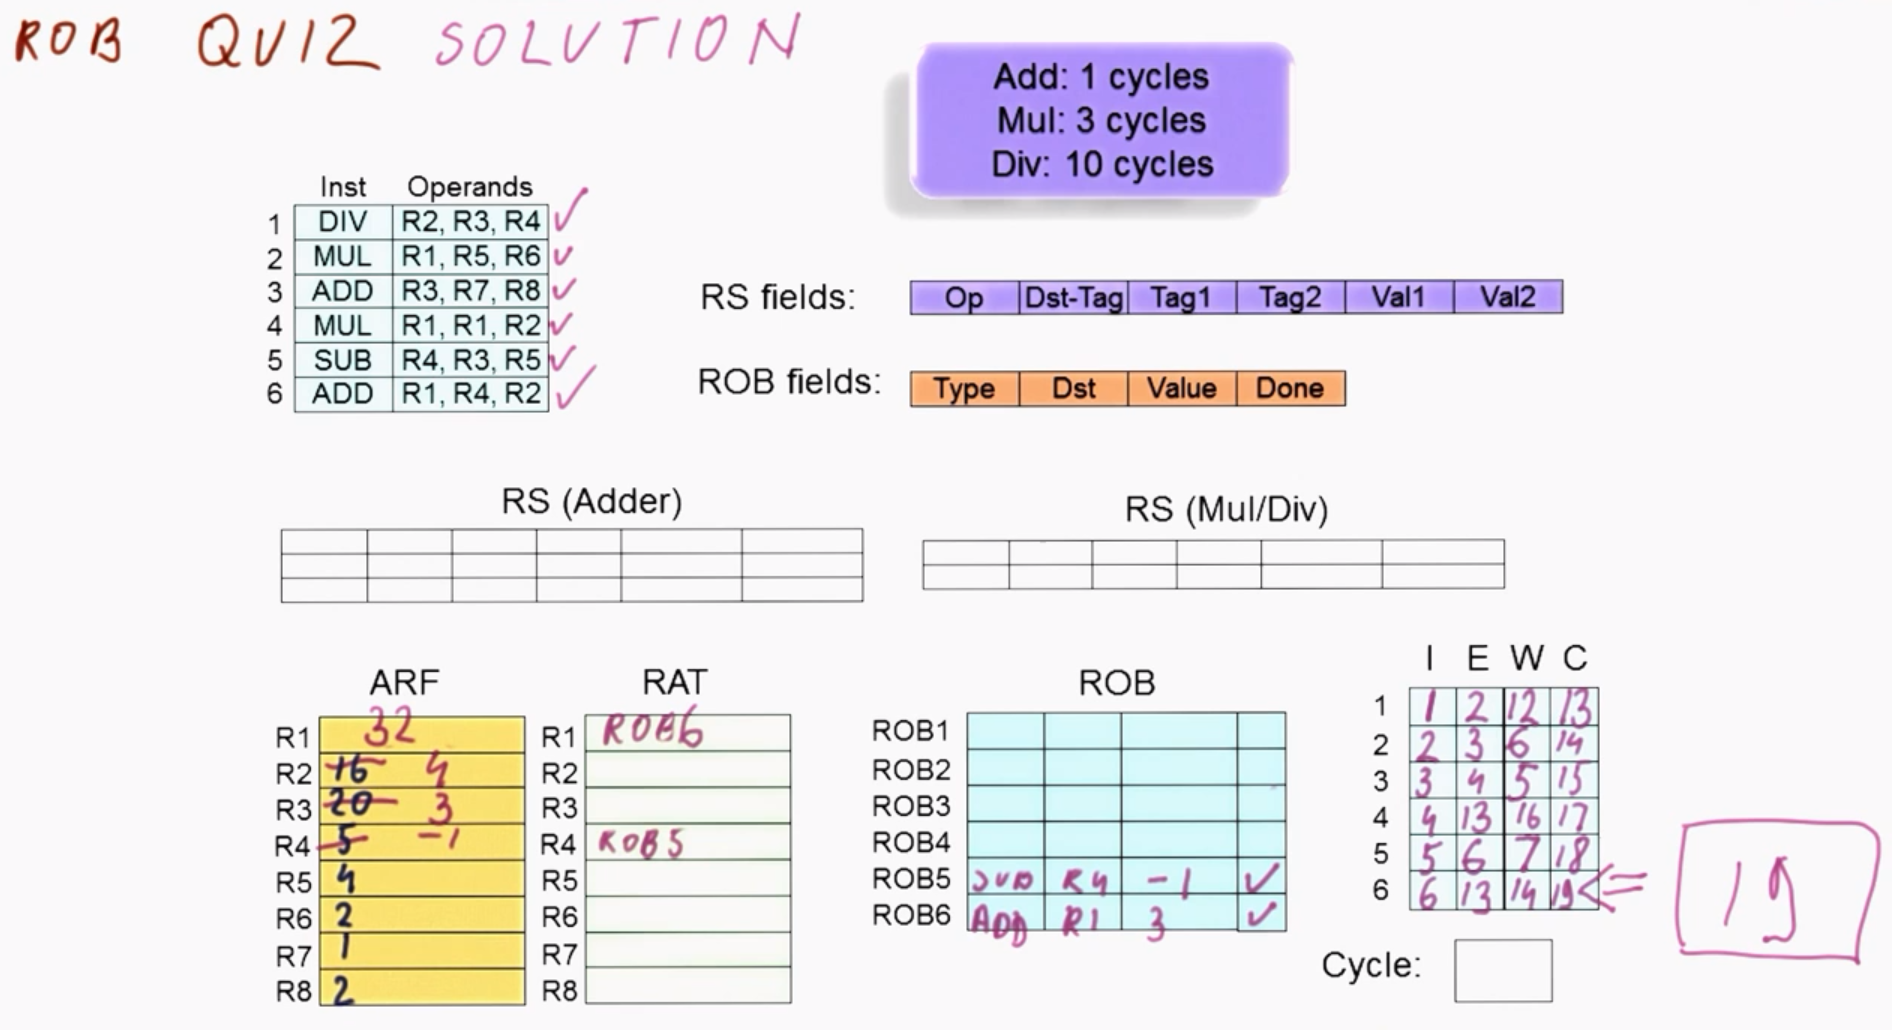 ROB QUIZ SOLUTION
Add: 1 cycles
Mul: 3 cycles
Div: 10 cycles
Inst Operands
1 DIV R2, R3, R4 ✓
2 MUL R1, R5, R6 ✓
3 ADD R3, R7, R8 ✓
4 MUL R1, R1, R2 ✓
5 SUB R4, R3, R5 ✓
6 ADD R1, R4, R2 ✓
RS fields: Op Dst-Tag Tag1 Tag2 Val1 Val2
ROB fields: Type Dst Value Done
RS (Adder)
RS (Mul/Div)
ARF
R1 32
R2 16 4
R3 20 3
R4 5 -1
R5 4
R6 2
R7 1
R8 2
RAT
R1 ROB6
R2
R3
R4 ROB5
R5
R6
R7
R8
ROB
ROB1
ROB2
ROB3
ROB4
ROB5 SUB R4 -1 ✓
ROB6 ADD R1 3 ✓
I E W C
1 1 2 12 13
2 2 3 6 14
3 3 4 5 15
4 4 13 16 17
5 5 6 7 18
6 6 13 14 19
19
Cycle: